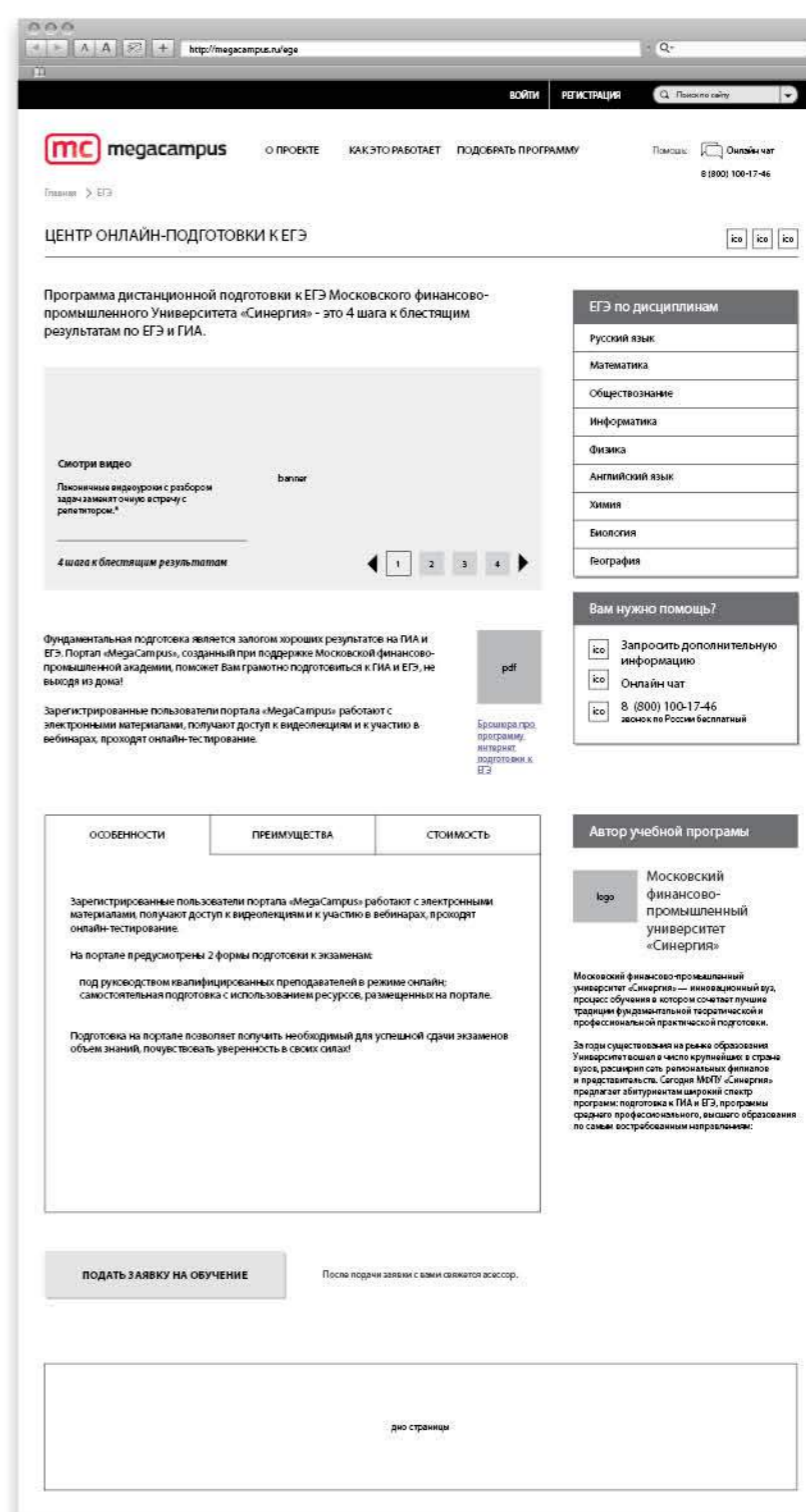 A A +
http://megacampus.ru/ege
Q-
ВОЙТИ РЕГИСТРАЦИЯ Поиск по сайту
mc megacampus О ПРОЕКТЕ КАК ЭТО РАБОТАЕТ ПОДОБРАТЬ ПРОГРАММУ Помощь: Онлайн чат
8 (800) 100-17-46
Главная > ЕГЭ
ЦЕНТР ОНЛАЙН-ПОДГОТОВКИ К ЕГЭ
ico ico ico
Программа дистанционной подготовки к ЕГЭ Московского финансово-
промышленного Университета «Синергия» - это 4 шага к блестящим
результатам по ЕГЭ и ГИА.
Смотри видео
Лаконичные видеоуроки с разбором
задач заменят очную встречу с
репетитором.*
banner
4 шага к блестящим результатам
1 2 3 4
ЕГЭ по дисциплинам
Русский язык
Математика
Обществознание
Информатика
Физика
Английский язык
Химия
Биология
География
Вам нужно помощь?
ico Запросить дополнительную
информацию
ico Онлайн чат
ico 8 (800) 100-17-46
звонок по России бесплатный
Фундаментальная подготовка является залогом хороших результатов на ГИА и
ЕГЭ. Портал «MegaCampus», созданный при поддержке Московской финансово-
промышленной академии, поможет Вам грамотно подготовиться к ГИА и ЕГЭ, не
выходя из дома!
Зарегистрированные пользователи портала «MegaCampus» работают с
электронными материалами, получают доступ к видеолекциям и к участию в
вебинарах, проходят онлайн-тестирование.
pdf
Брошюра про
программу
интернет
подготовки к
ЕГЭ
ОСОБЕННОСТИ ПРЕИМУЩЕСТВА СТОИМОСТЬ
Зарегистрированные пользователи портала «MegaCampus» работают с электронными
материалами, получают доступ к видеолекциям и к участию в вебинарах, проходят
онлайн-тестирование.
На портале предусмотрены 2 формы подготовки к экзаменам:
под руководством квалифицированных преподавателей в режиме онлайн;
самостоятельная подготовка с использованием ресурсов, размещенных на портале.
Подготовка на портале позволяет получить необходимый для успешной сдачи экзаменов
объем знаний, почувствовать уверенность в своих силах!
Автор учебной програмы
logo
Московский
финансово-
промышленный
университет
«Синергия»
Московский финансово-промышленный
университет «Синергия» — инновационный вуз,
процесс обучения в котором сочетает лучшие
традиции фундаментальной теоретической и
профессиональной практической подготовки.
За годы существования на рынке образования
Университет вошел в число крупнейших в стране
вузов, расширил сеть региональных филиалов
и представительств. Сегодня МФПУ «Синергия»
предлагает абитуриентам широкий спектр
программ: подготовка к ГИА и ЕГЭ, программы
среднего профессионального, высшего образования
по самым востребованным направлениям:
ПОДАТЬ ЗАЯВКУ НА ОБУЧЕНИЕ
После подачи заявки с вами свяжется асессор.
дно страницы